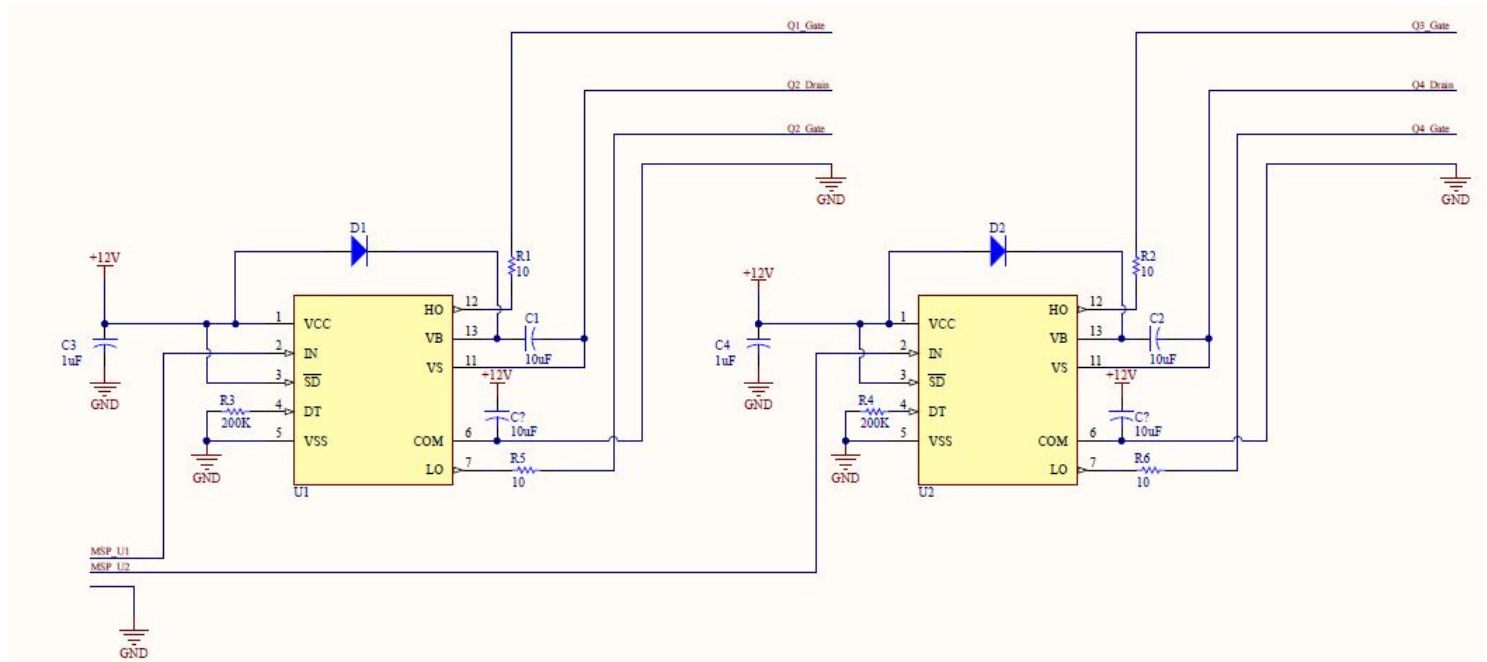 Q1_Gate
Q3_Gate
Q2_Drain
Q4_Drain
Q2_Gate
Q4_Gate
GND
GND
D1
D2
+12V
R1
10
+12V
R2
10
HO 12
HO 12
1 VCC
C1
1 VCC
C2
C3
1uF
VB 13
10uF
C4
1uF
VB 13
10uF
2 IN
2 IN
VS 11
VS 11
+12V
+12V
GND
3 SD
GND
3 SD
R3
200K
4 DT
C?
10uF
R4
200K
4 DT
C?
10uF
5 VSS
COM 6
5 VSS
COM 6
GND
LO 7
R5
10
GND
LO 7
R6
10
U1
U2
MSP_U1
MSP_U2
GND